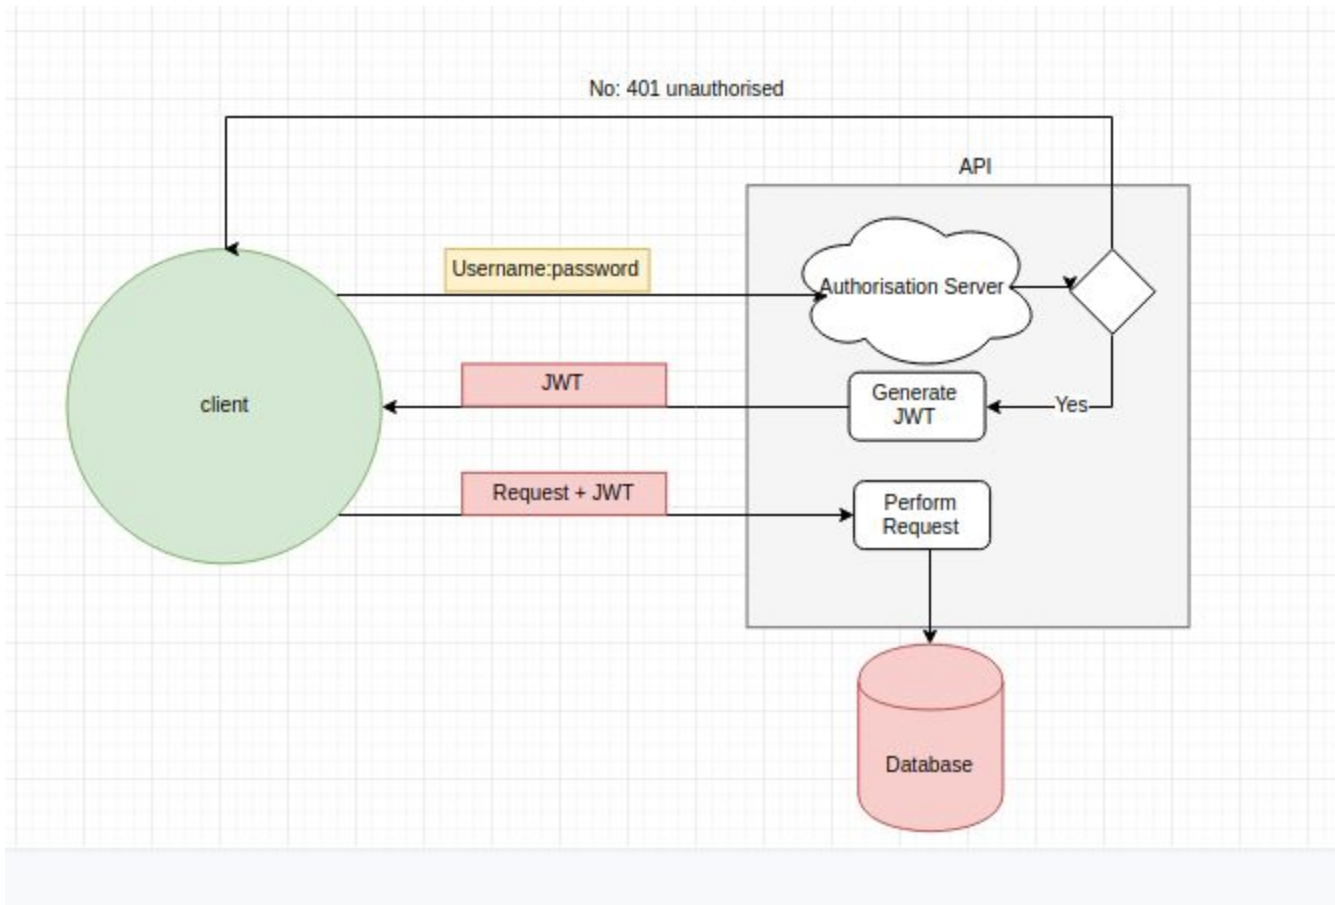 No: 401 unauthorised
API
Username:password
Authorisation Server
client
JWT
Generate
JWT
Yes
Request + JWT
Perform
Request
Database